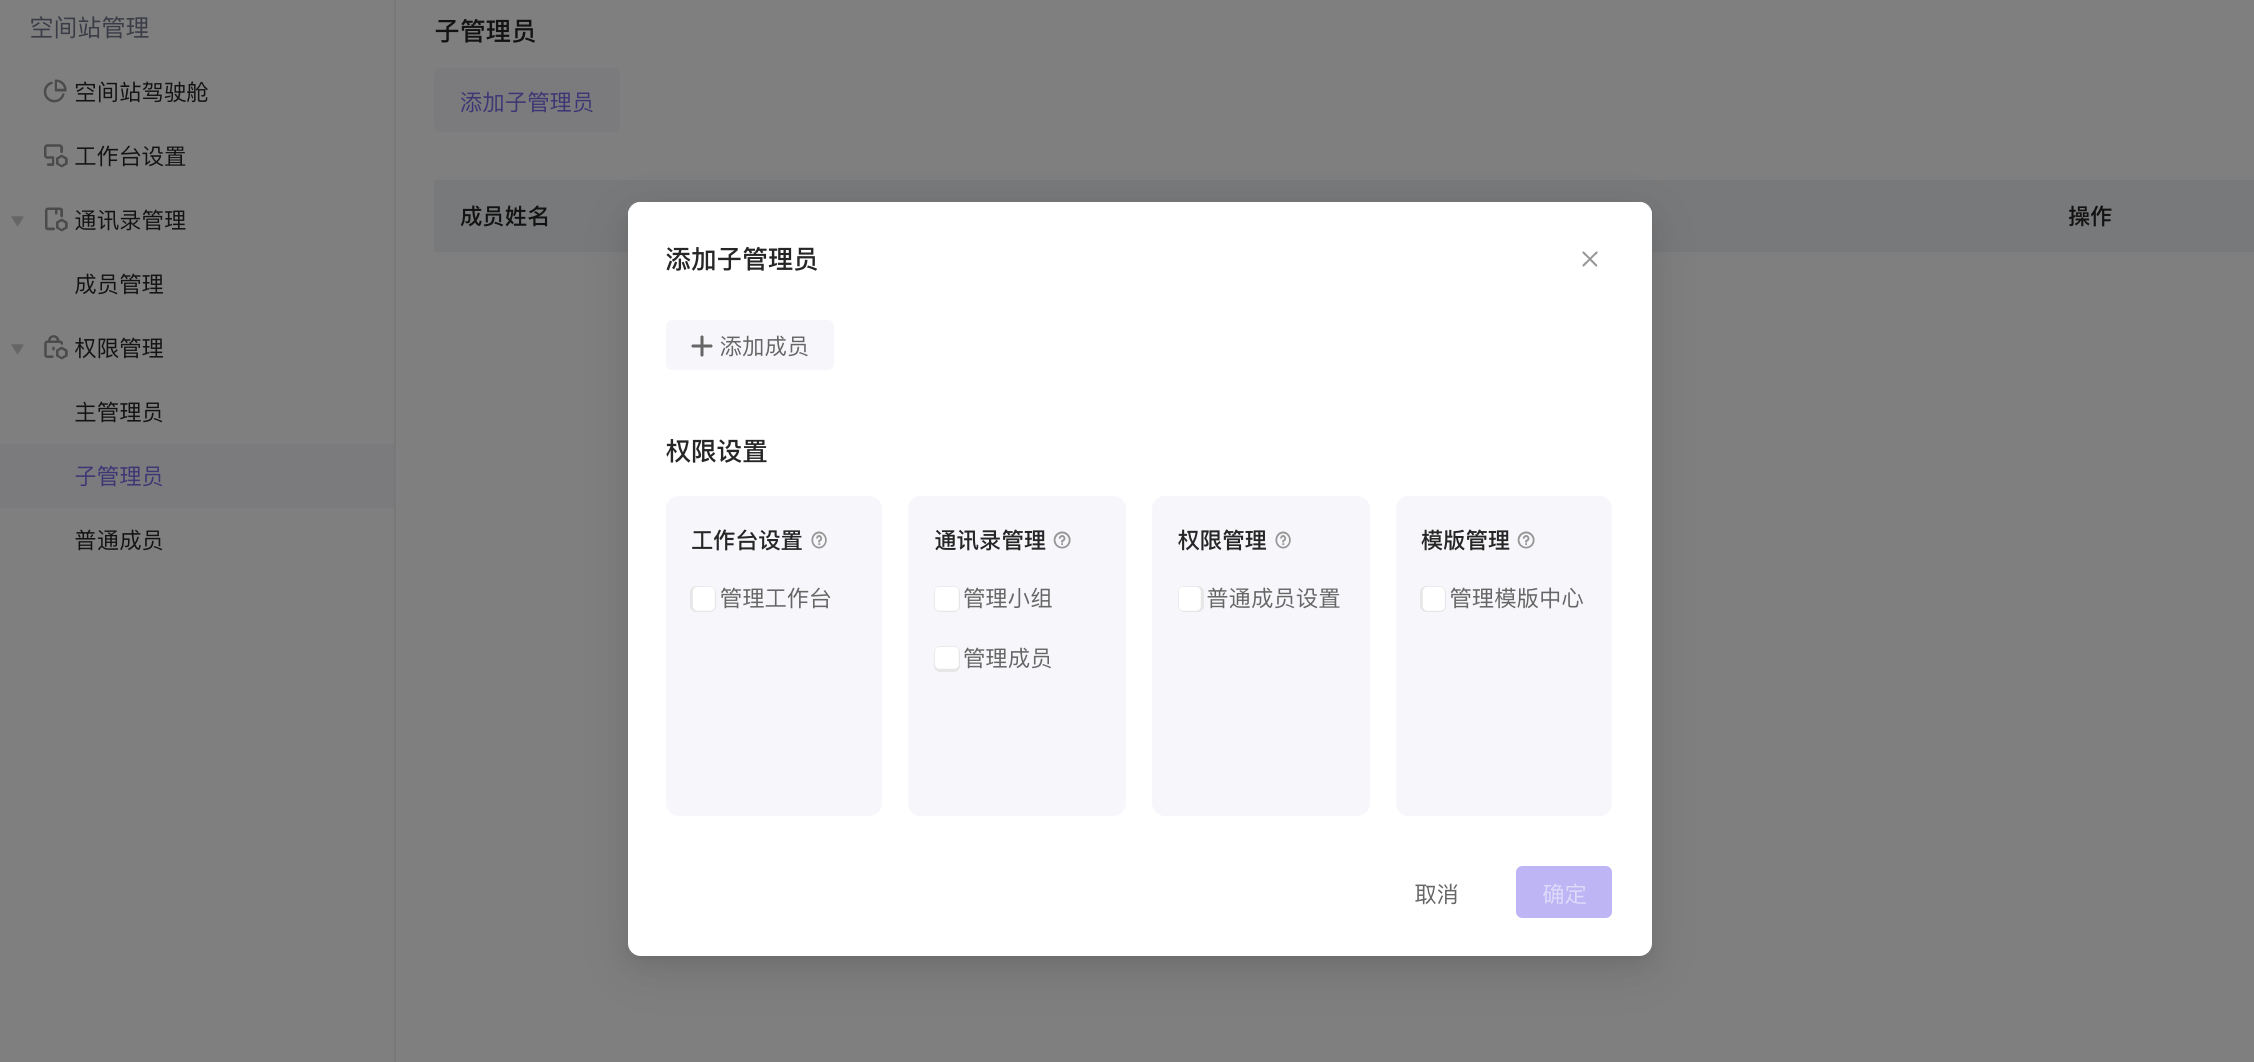 空间站管理
空间站驾驶舱
工作台设置
通讯录管理
成员管理
权限管理
主管理员
子管理员
普通成员
子管理员
添加子管理员
成员姓名
操作
添加子管理员
添加成员
权限设置
工作台设置
管理工作台
通讯录管理
管理小组
管理成员
权限管理
普通成员设置
模版管理
管理模版中心
取消
确定